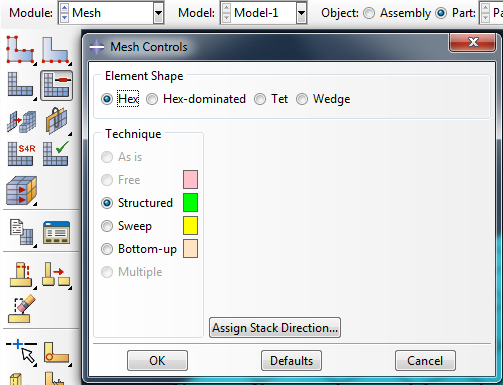 Module: Mesh Model: Model-1 Object: Assembly Part:
Mesh Controls
Element Shape
Hex Hex-dominated Tet Wedge
Technique
As is
Free
Structured
Sweep
Bottom-up
Multiple
Assign Stack Direction...
OK Defaults Cancel
S4R